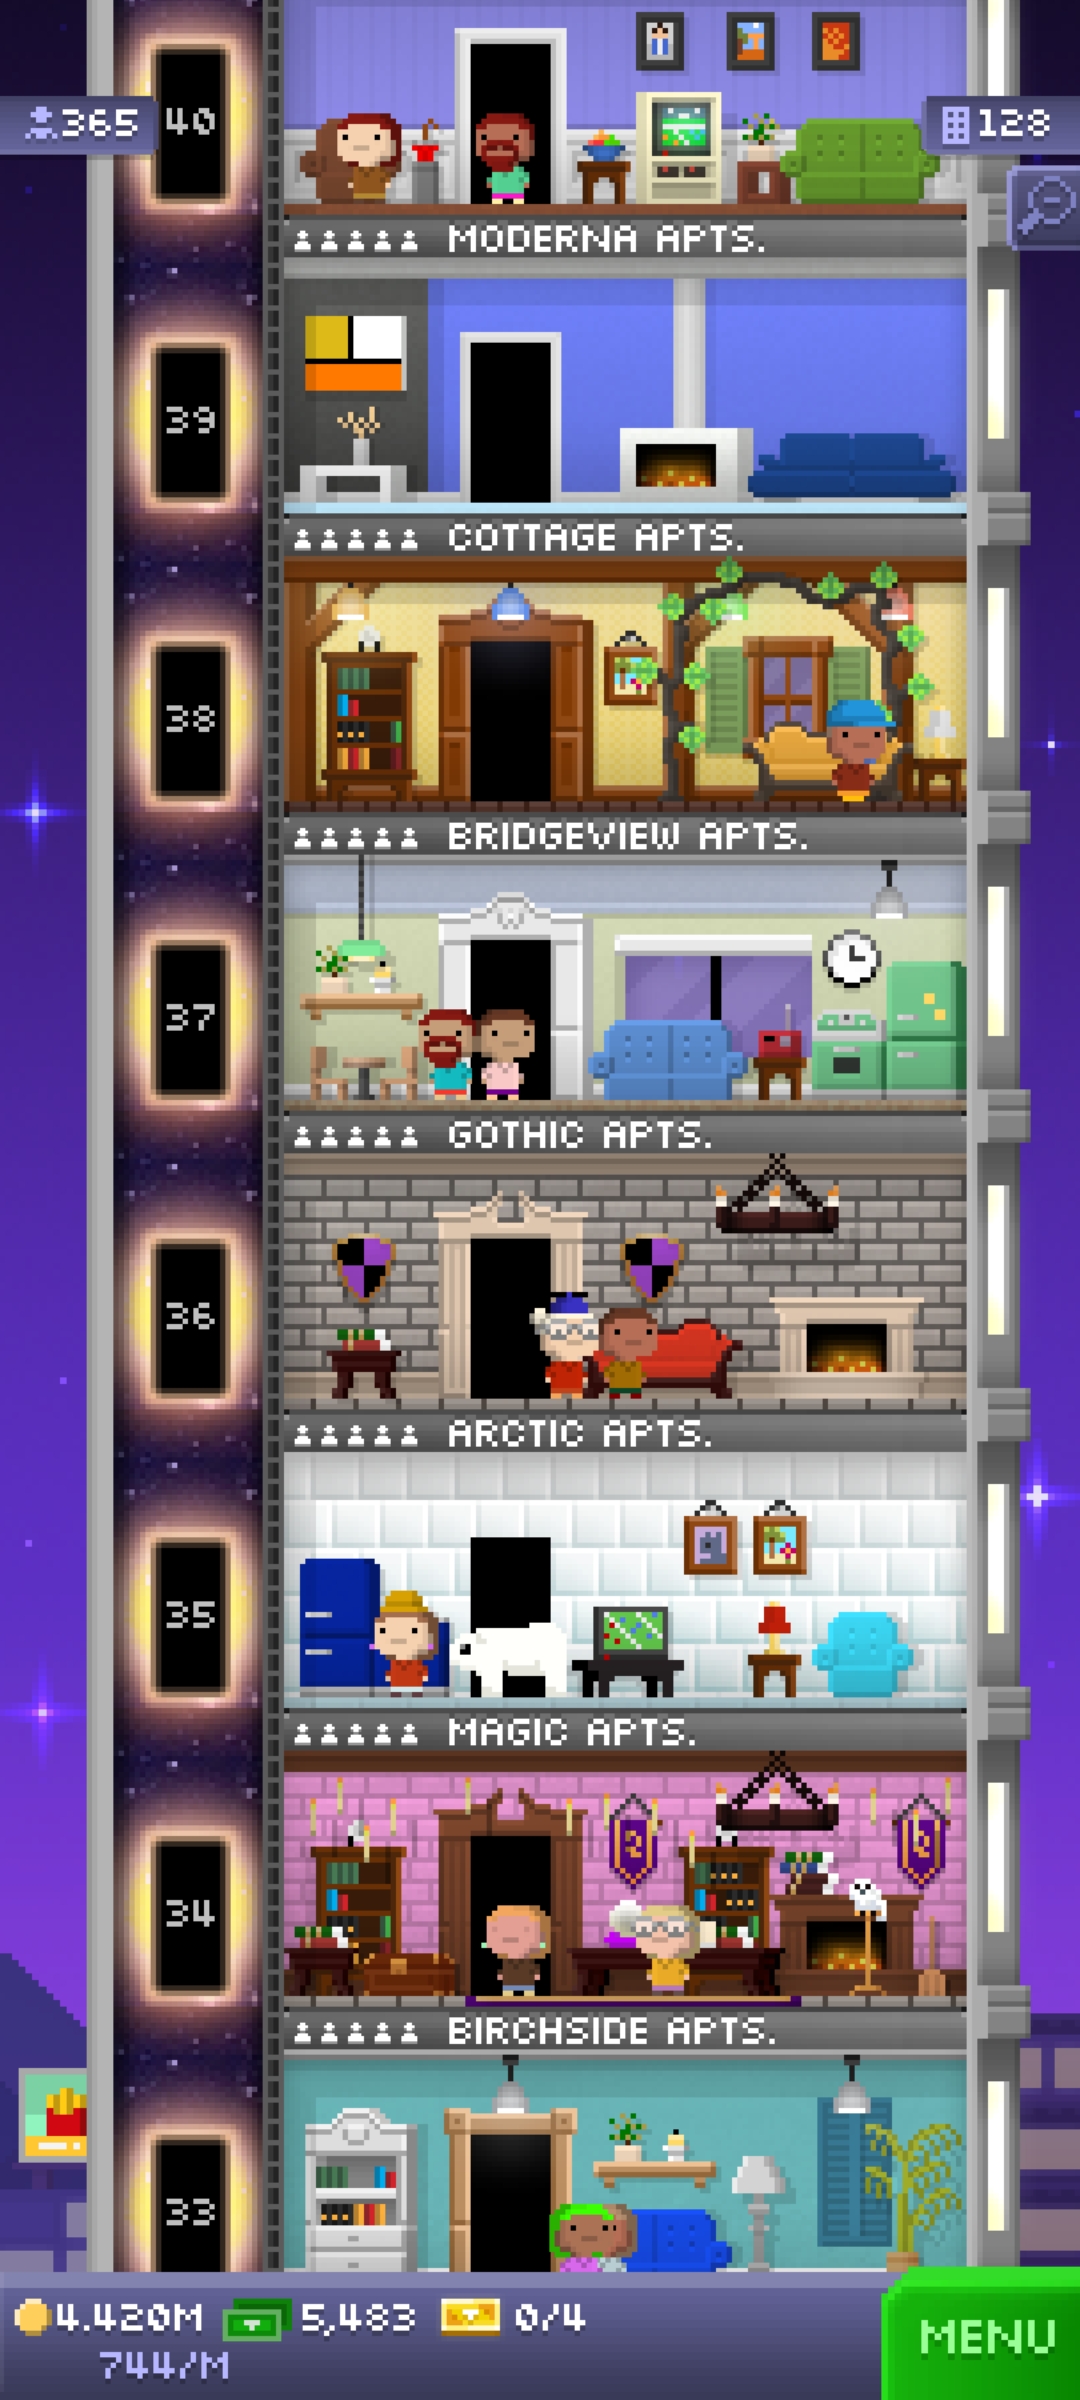 365
40
128
MODERNA APTS.
39
COTTAGE APTS.
38
BRIDGEVIEW APTS.
37
GOTHIC APTS.
36
ARCTIC APTS.
35
MAGIC APTS.
34
BIRCHSIDE APTS.
33
4.420M 5,483 0/4
744/M
MENU